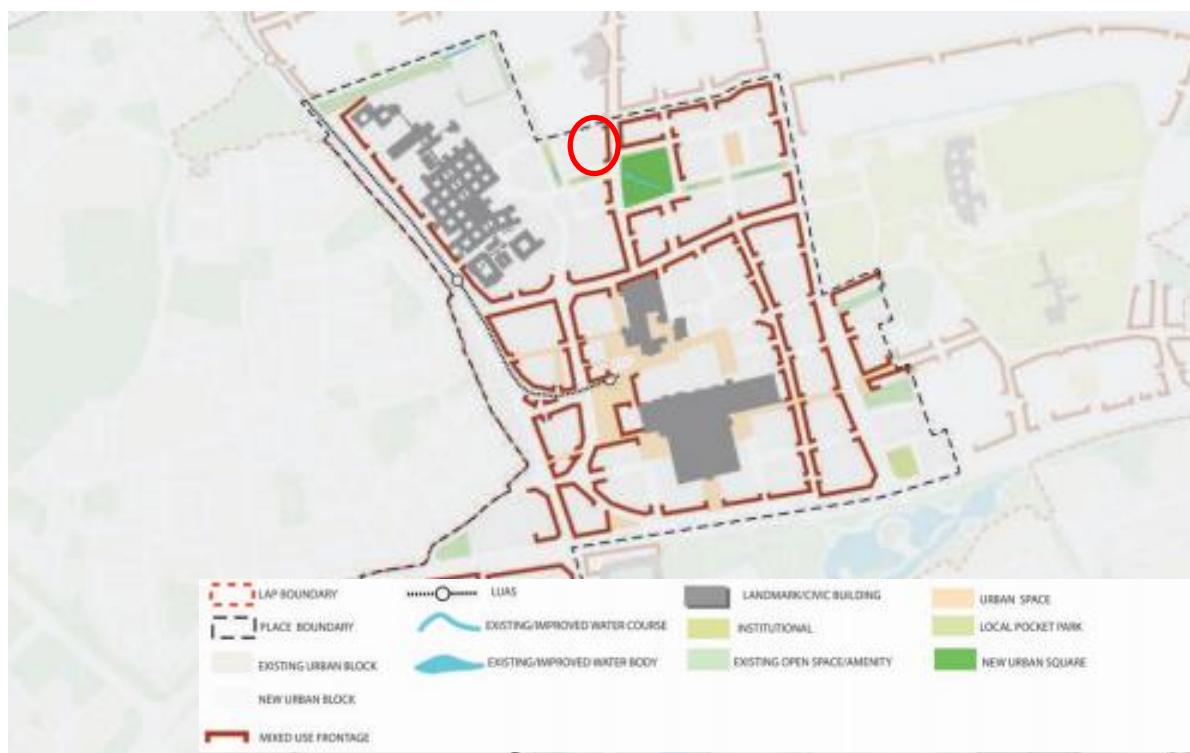 LAP BOUNDARY
PLACE BOUNDARY
EXISTING URBAN BLOCK
NEW URBAN BLOCK
MIXED USE FRONTAGE
LUAS
EXISTING/IMPROVED WATER COURSE
EXISTING/IMPROVED WATER BODY
LANDMARK/CIVIC BUILDING
INSTITUTIONAL
EXISTING OPEN SPACE/AMENITY
URBAN SPACE
LOCAL POCKET PARK
NEW URBAN SQUARE